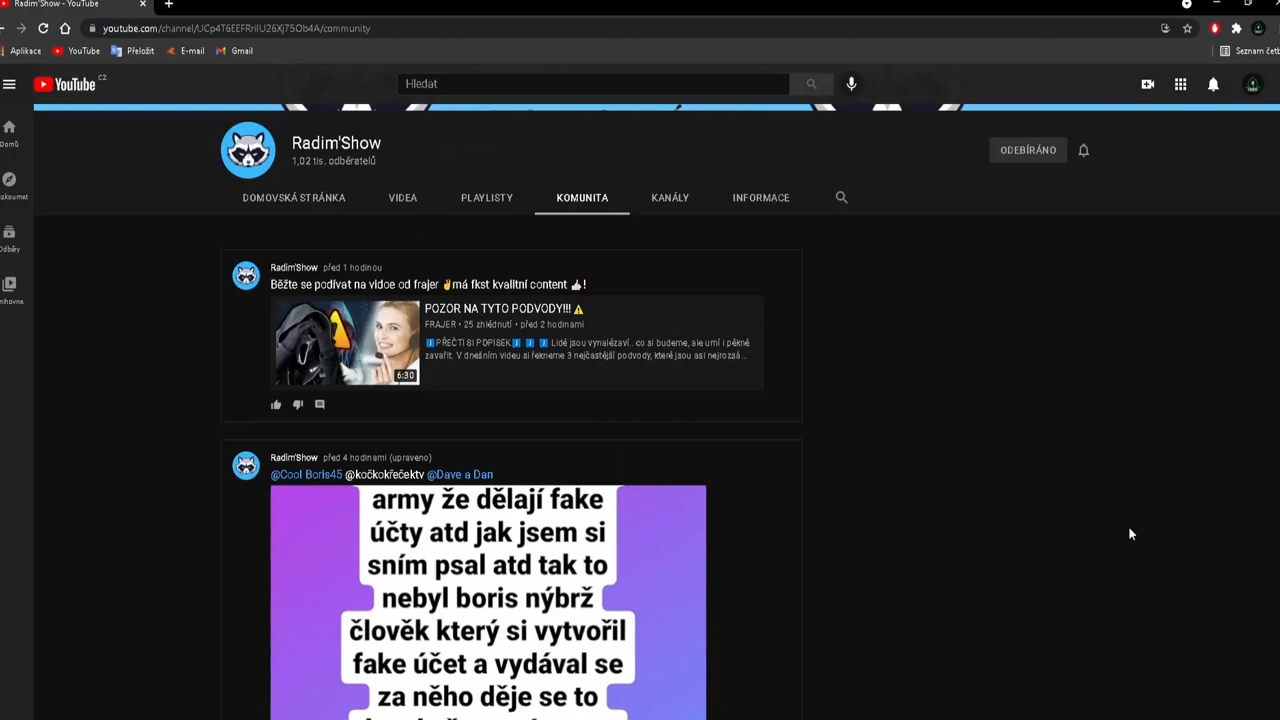 Radim'Show - YouTube
youtube.com/channel/UCp4T6EEFRrilU26Xj7SOb4A/community
Aplikace YouTube Přeložit E-mail Gmail
YouTube CZ
Hledat
Domů
Radim'Show
1,02 tis. odběratelů
ODEBÍRÁNO
DOMOVSKÁ STRÁNKA VIDEA PLAYLISTY KOMUNITA KANÁLY INFORMACE
Odběry
Radim'Show před 1 hodinou
Běžte se podívat na vidoe od frajer ✌má fkst kvalitní content 👍🏻!
POZOR NA TYTO PODVODY!!! ⚠
FRAJER • 25 zhlédnutí • před 2 hodinami
ℹPŘEČTI SI POPISEKℹ ℹ ℹ Lidé jsou vynalézaví.. co si budeme, ale umí i pěkně
zavařit. V dnešním videu si řekneme 3 nejčastější podvody, které jsou asi nejrozsá...
6:30
Radim'Show před 4 hodinami (upraveno)
@Cool Boris45 @kočkokřečektv @Dave a Dan
army že dělají fake
účty atd jak jsem si
sním psal atd tak to
nebyl boris nýbrž
člověk který si vytvořil
fake účet a vydával se
za něho děje se to